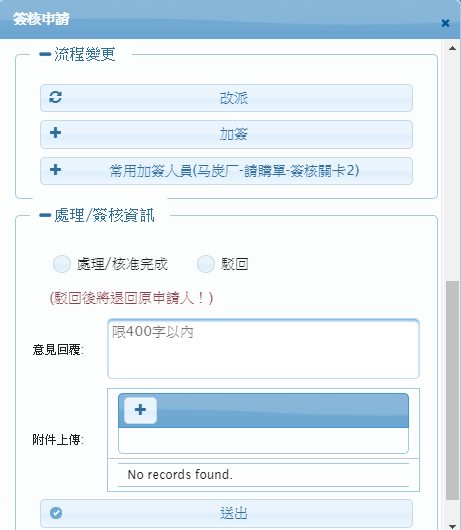 簽核申請
流程變更
改派
加簽
常用加簽人員(马炭厂-請購單-簽核關卡2)
處理/簽核資訊
處理/核准完成 駁回
(駁回後將退回原申請人！)
意見回覆: 限400字以內
附件上傳:
No records found.
送出